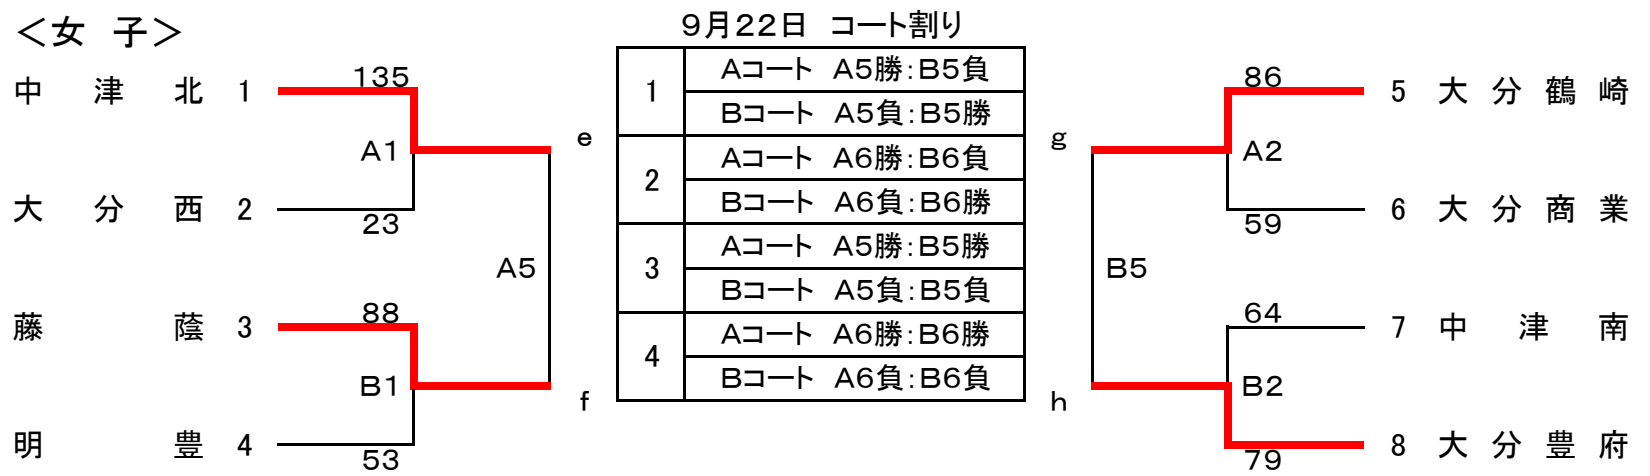 ＜女　子＞
９月２２日　コート割り
中津北 1
135
A1
大分西 2
23
A5
藤蔭 3
88
B1
明豊 4
53
e
f
1
Aコート　A5勝：B5負
Bコート　A5負：B5勝
2
Aコート　A6勝：B6負
Bコート　A6負：B6勝
3
Aコート　A5勝：B5勝
Bコート　A5負：B5負
4
Aコート　A6勝：B6勝
Bコート　A6負：B6負
g
h
86
5 大分鶴崎
A2
59
6 大分商業
B5
64
7 中津南
B2
79
8 大分豊府